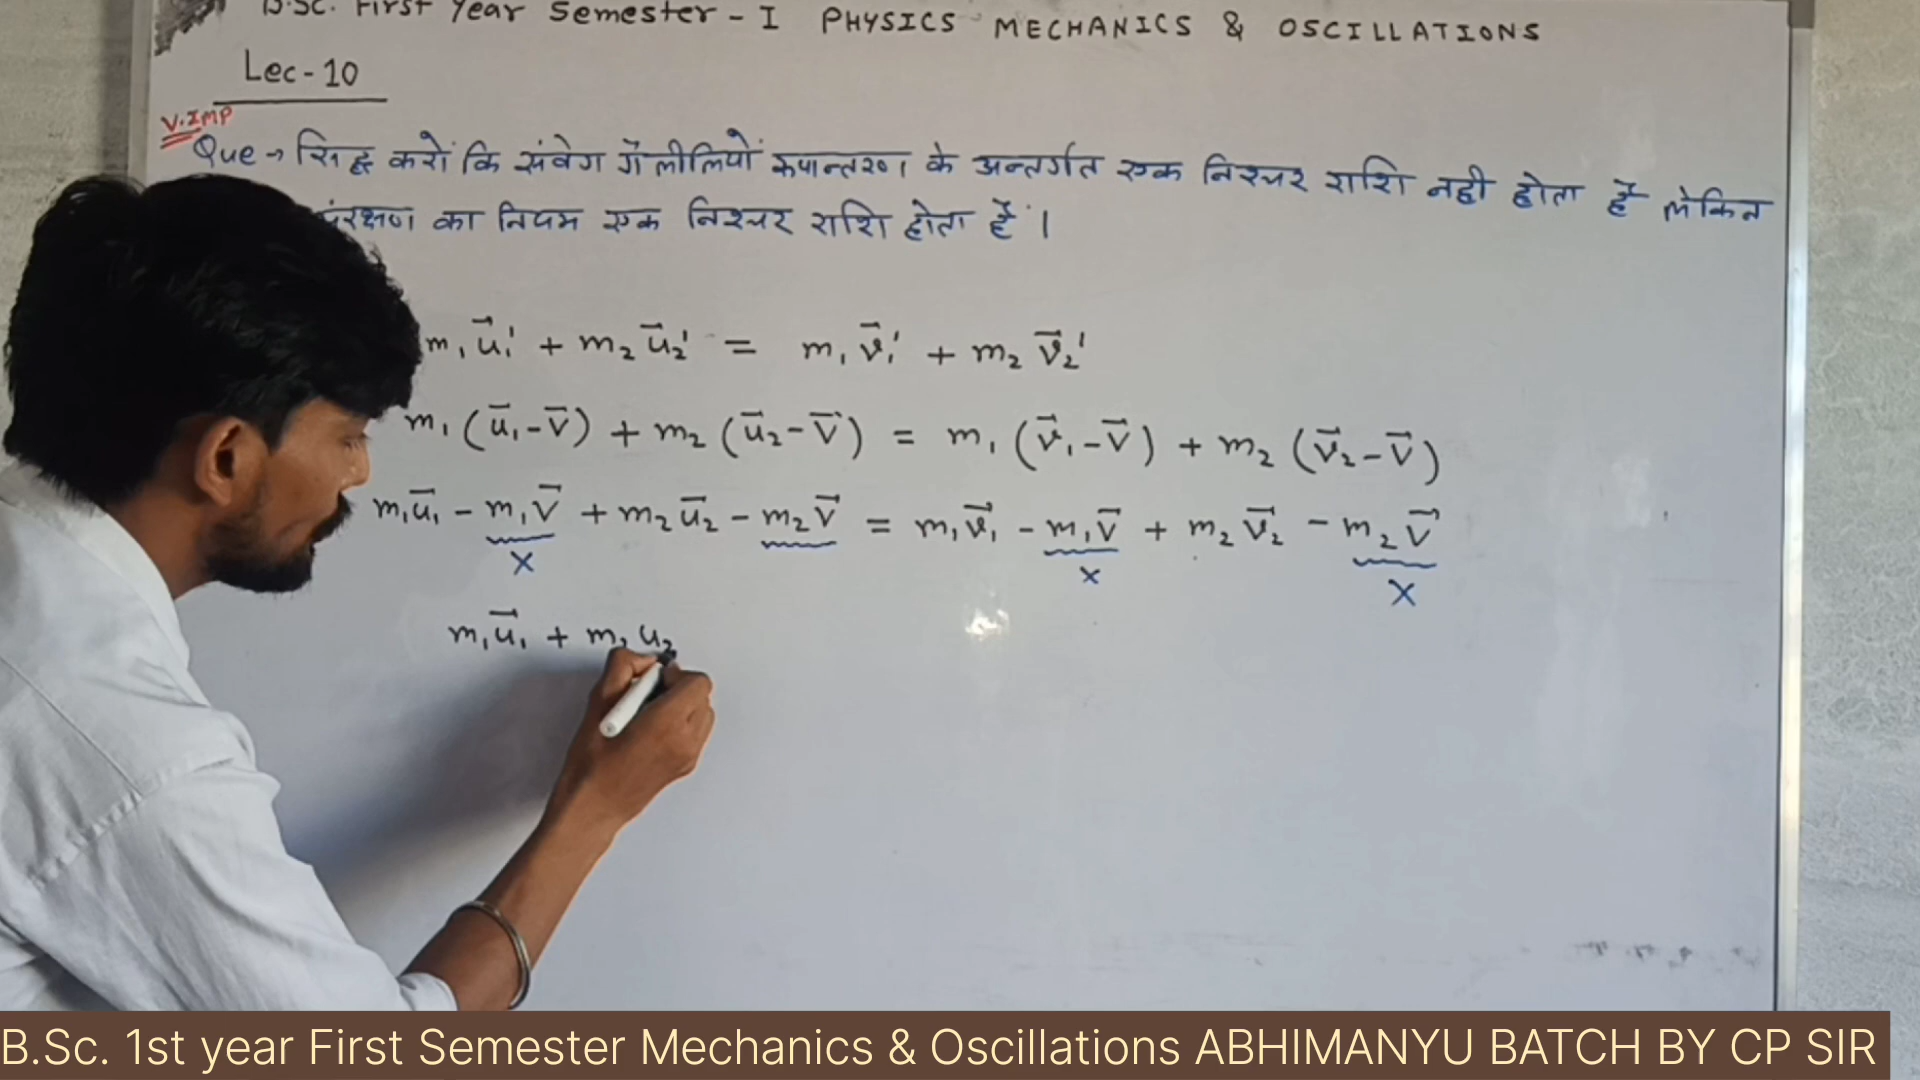 B.Sc. First Year Semester - I PHYSICS MECHANICS & OSCILLATIONS
Lec-10
V.IMP
Que → सिद्ध करों कि संवेग गैलीलियों रूपान्तरण के अन्तर्गत एक निश्चर राशि नही होता हैं लेकिन
संरक्षण का नियम एक निश्चर राशि होता हैं ।
m₁u⃗₁' + m₂u⃗₂' = m₁v⃗₁' + m₂v⃗₂'
m₁(u⃗₁-V⃗) + m₂(u⃗₂-V⃗) = m₁(v⃗₁-V⃗) + m₂(v⃗₂-V⃗)
m₁u⃗₁ - m₁V⃗ + m₂u⃗₂ - m₂V⃗ = m₁v⃗₁ - m₁V⃗ + m₂v⃗₂ - m₂V⃗
x x x
m₁u⃗₁ + m₂u₂
B.Sc. 1st year First Semester Mechanics & Oscillations ABHIMANYU BATCH BY CP SIR